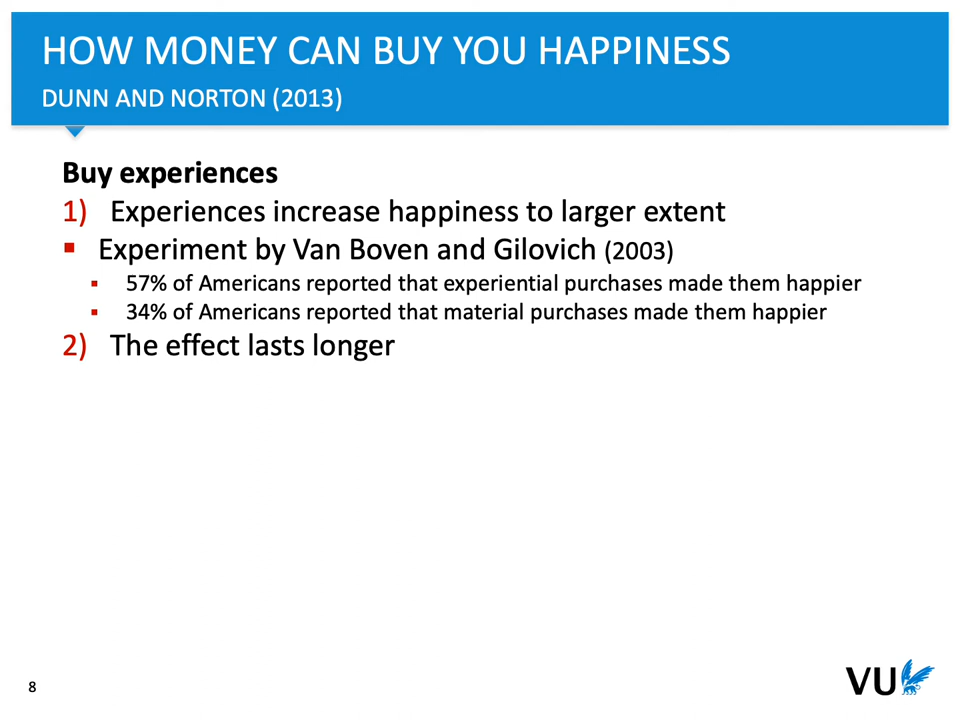 HOW MONEY CAN BUY YOU HAPPINESS
DUNN AND NORTON (2013)
Buy experiences
1) Experiences increase happiness to larger extent
▪ Experiment by Van Boven and Gilovich (2003)
▪ 57% of Americans reported that experiential purchases made them happier
▪ 34% of Americans reported that material purchases made them happier
2) The effect lasts longer
8
VU